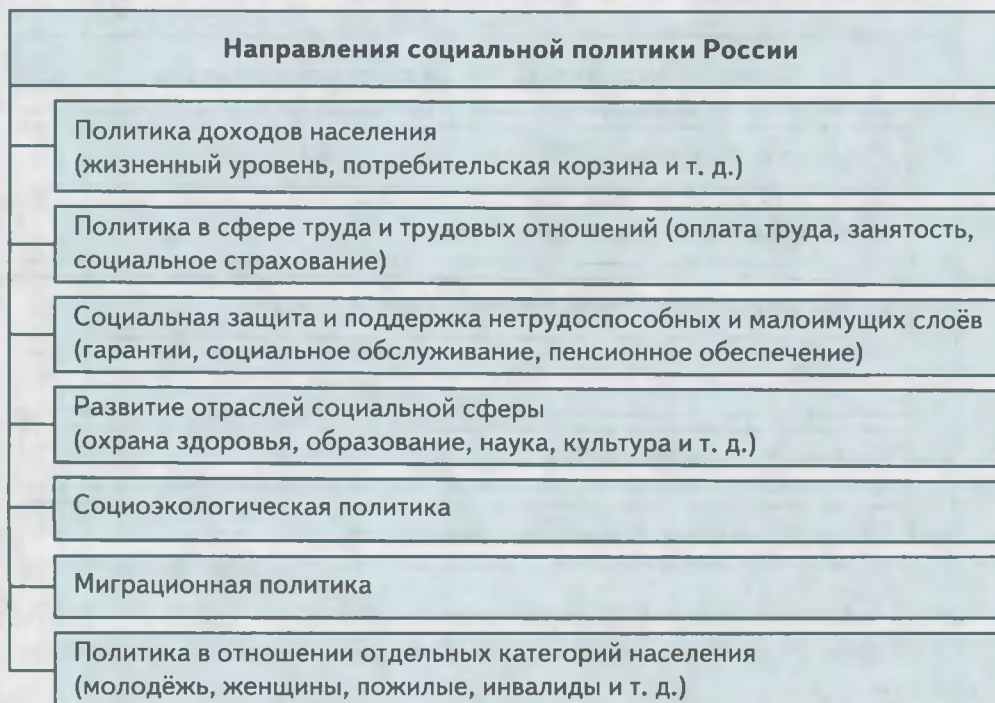 Направления социальной политики России
Политика доходов населения
(жизненный уровень, потребительская корзина и т. д.)
Политика в сфере труда и трудовых отношений (оплата труда, занятость,
социальное страхование)
Социальная защита и поддержка нетрудоспособных и малоимущих слоёв
(гарантии, социальное обслуживание, пенсионное обеспечение)
Развитие отраслей социальной сферы
(охрана здоровья, образование, наука, культура и т. д.)
Социоэкологическая политика
Миграционная политика
Политика в отношении отдельных категорий населения
(молодёжь, женщины, пожилые, инвалиды и т. д.)